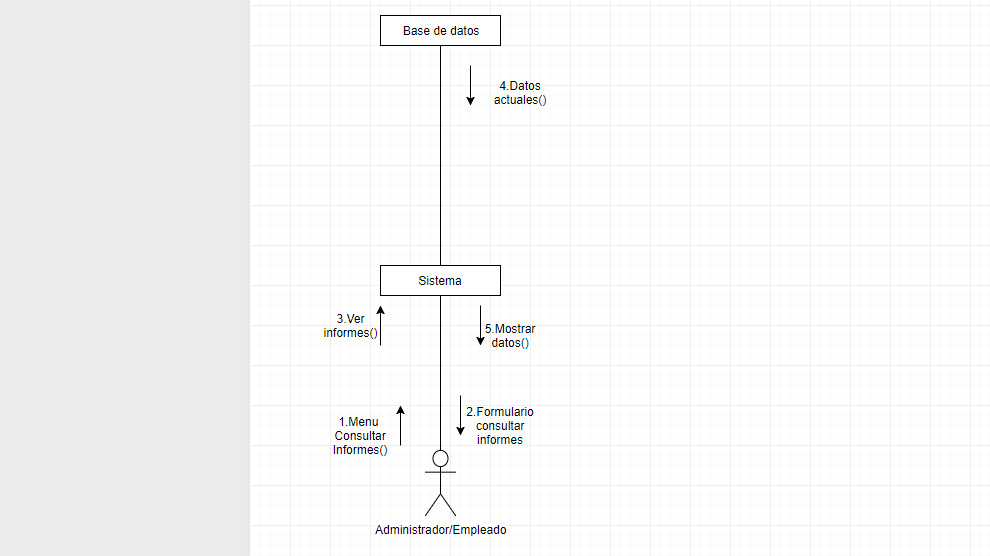 Base de datos
4.Datos
actuales()
Sistema
3.Ver
informes()
5.Mostrar
datos()
1.Menu
Consultar
Informes()
2.Formulario
consultar
informes
Administrador/Empleado